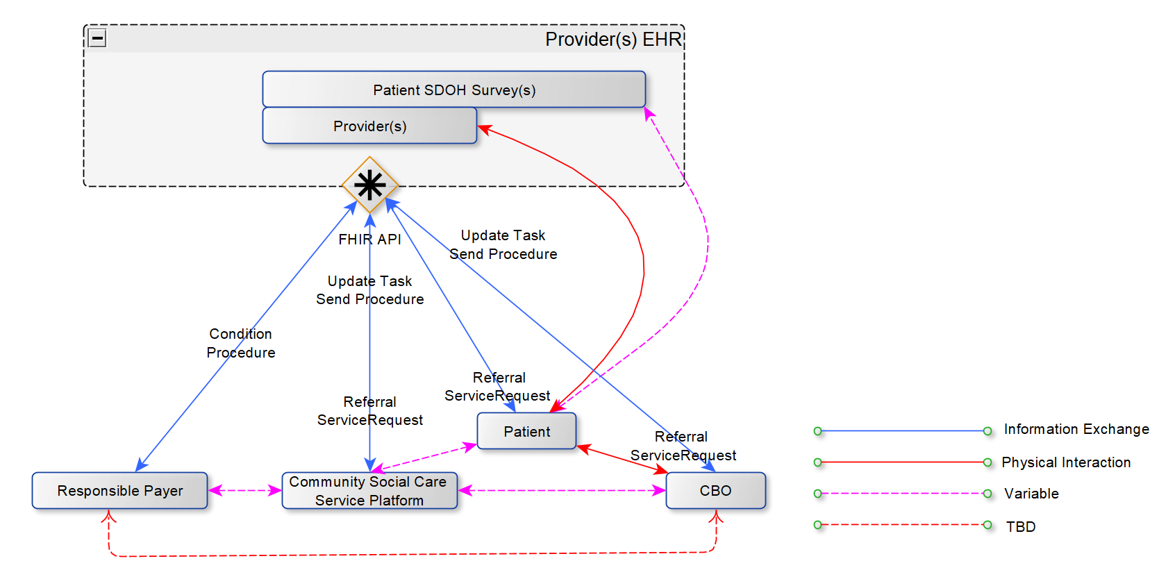 Provider(s) EHR
Patient SDOH Survey(s)
Provider(s)
FHIR API
Update Task
Send Procedure
Update Task
Send Procedure
Condition
Procedure
Referral
ServiceRequest
Referral
ServiceRequest
Referral
ServiceRequest
Patient
Responsible Payer
Community Social Care
Service Platform
CBO
Information Exchange
Physical Interaction
Variable
TBD